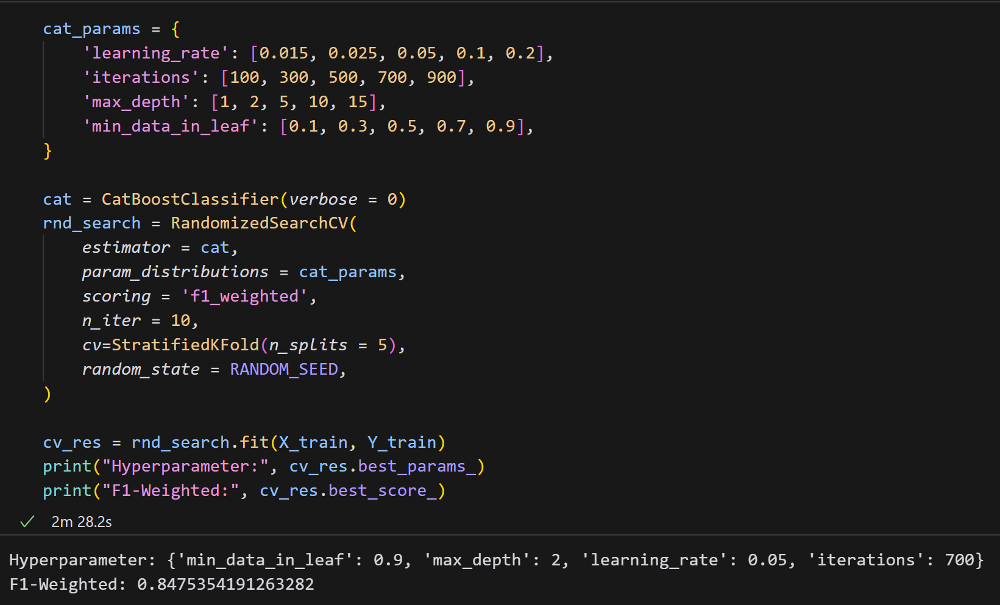 cat_params = {
    'learning_rate': [0.015, 0.025, 0.05, 0.1, 0.2],
    'iterations': [100, 300, 500, 700, 900],
    'max_depth': [1, 2, 5, 10, 15],
    'min_data_in_leaf': [0.1, 0.3, 0.5, 0.7, 0.9],
}

cat = CatBoostClassifier(verbose = 0)
rnd_search = RandomizedSearchCV(
    estimator = cat,
    param_distributions = cat_params,
    scoring = 'f1_weighted',
    n_iter = 10,
    cv=StratifiedKFold(n_splits = 5),
    random_state = RANDOM_SEED,
)

cv_res = rnd_search.fit(X_train, Y_train)
print("Hyperparameter:", cv_res.best_params_)
print("F1-Weighted:", cv_res.best_score_)
2m 28.2s
Hyperparameter: {'min_data_in_leaf': 0.9, 'max_depth': 2, 'learning_rate': 0.05, 'iterations': 700}
F1-Weighted: 0.8475354191263282